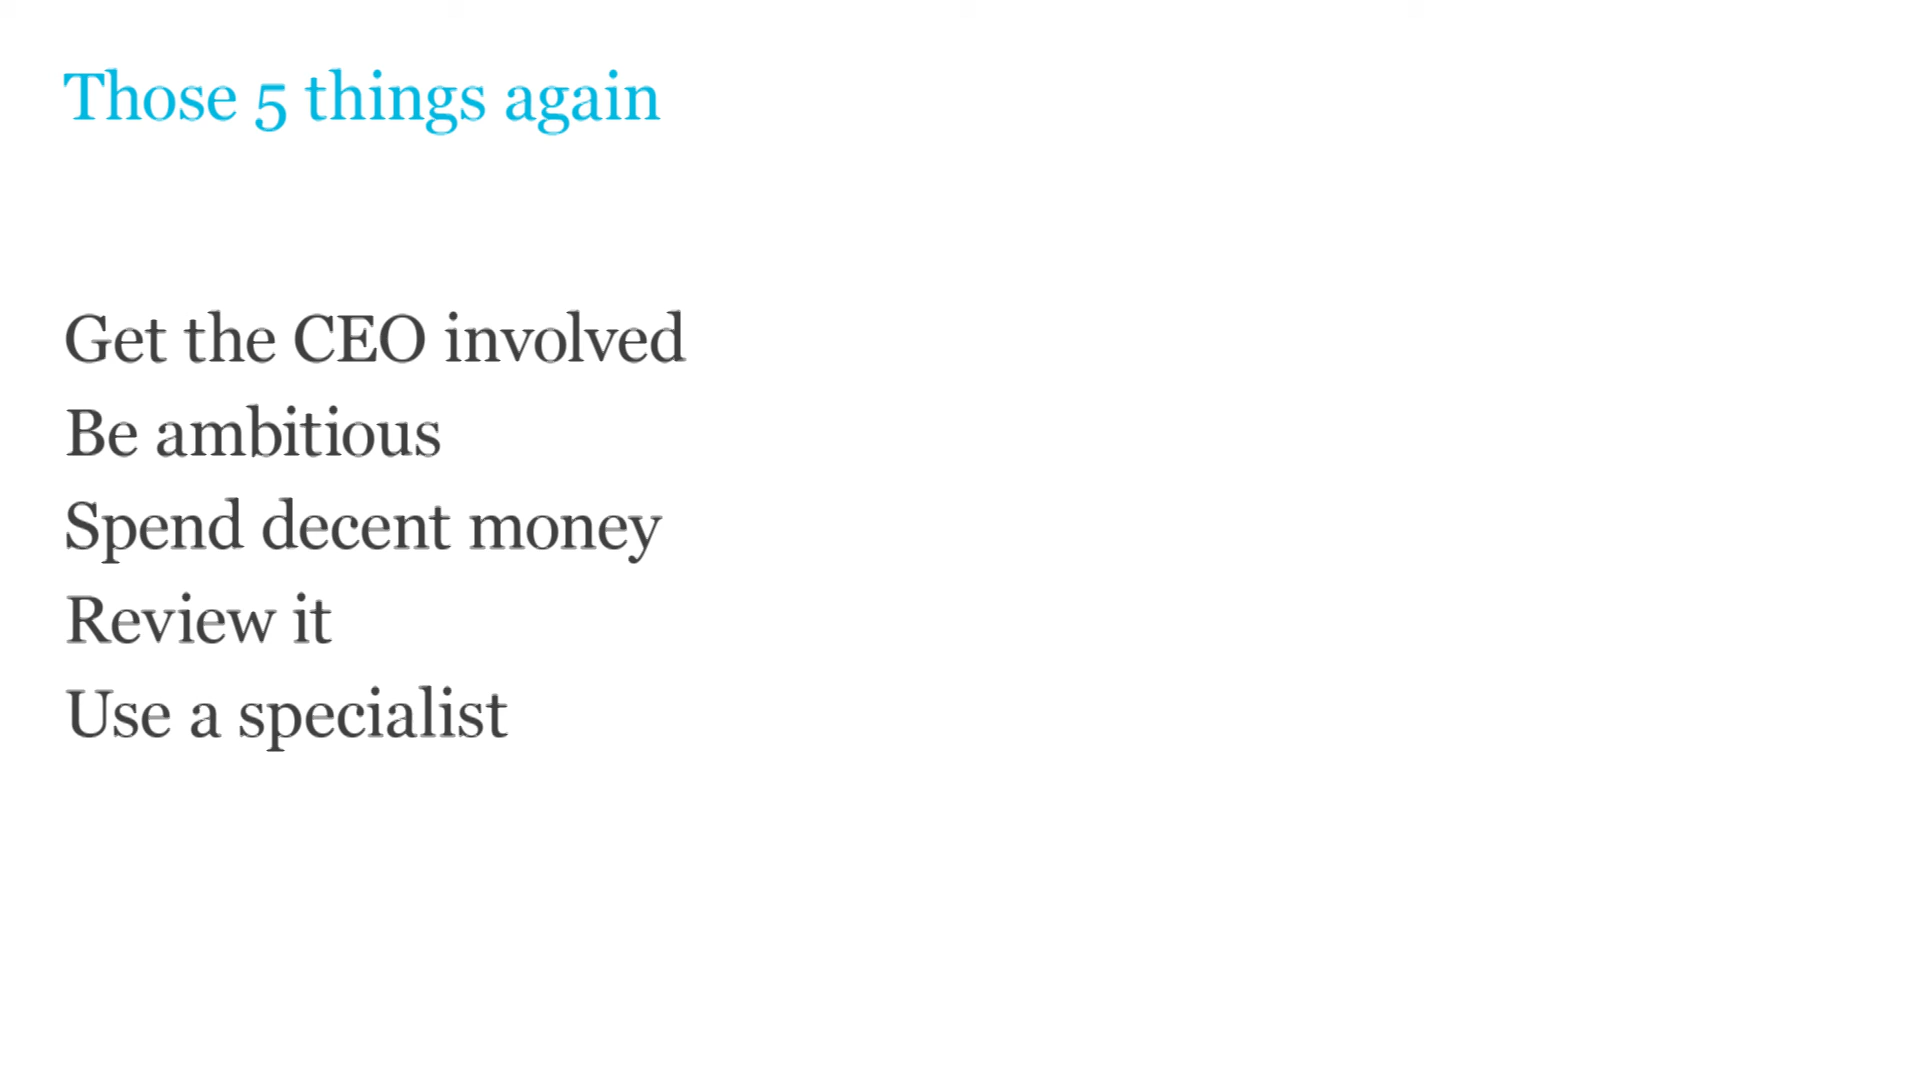 Those 5 things again
Get the CEO involved
Be ambitious
Spend decent money
Review it
Use a specialist